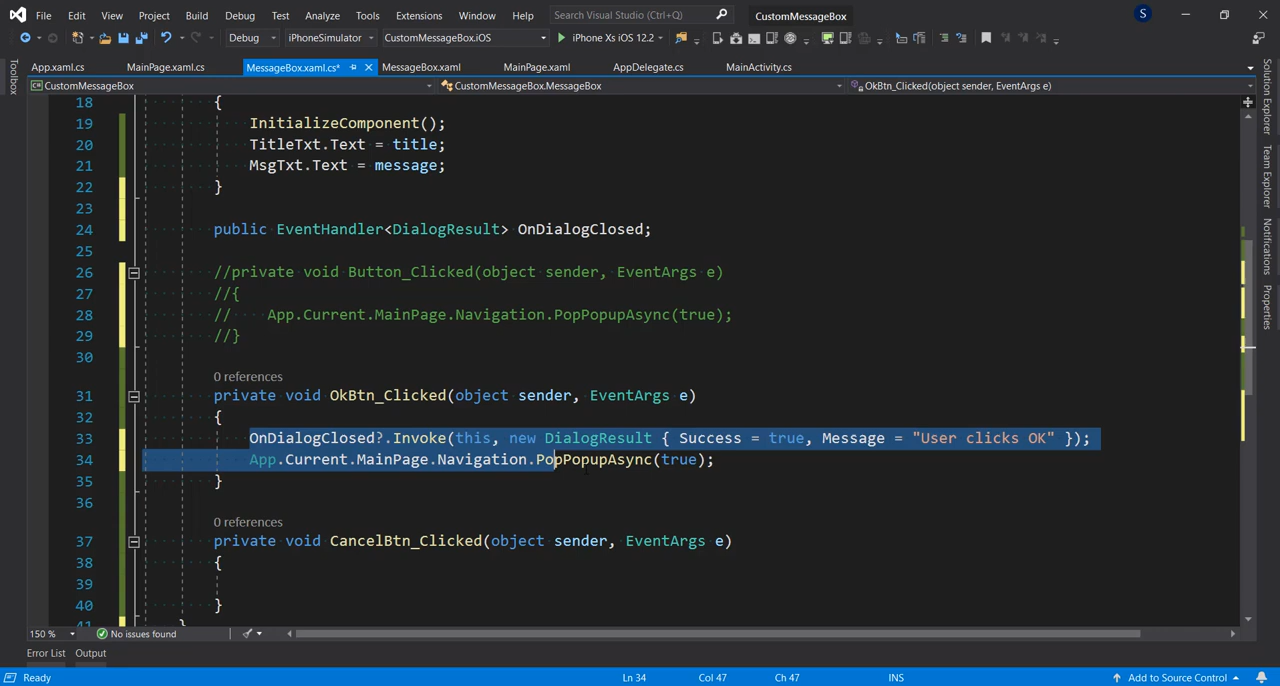 File Edit View Project Build Debug Test Analyze Tools Extensions Window Help Search Visual Studio (Ctrl+Q) CustomMessageBox S
Debug iPhoneSimulator CustomMessageBox.iOS iPhone Xs iOS 12.2
App.xaml.cs MainPage.xaml.cs MessageBox.xaml.cs* MessageBox.xaml MainPage.xaml AppDelegate.cs MainActivity.cs
CustomMessageBox CustomMessageBox.MessageBox OkBtn_Clicked(object sender, EventArgs e)
Toolbox
Solution Explorer
Team Explorer
Notifications
Properties
18 {
19 InitializeComponent();
20 TitleTxt.Text = title;
21 MsgTxt.Text = message;
22 }
23
24 public EventHandler<DialogResult> OnDialogClosed;
25
26 //private void Button_Clicked(object sender, EventArgs e)
27 //{
28 // App.Current.MainPage.Navigation.PopPopupAsync(true);
29 //}
30
0 references
31 private void OkBtn_Clicked(object sender, EventArgs e)
32 {
33 OnDialogClosed?.Invoke(this, new DialogResult { Success = true, Message = "User clicks OK" });
34 App.Current.MainPage.Navigation.PopPopupAsync(true);
35 }
36
0 references
37 private void CancelBtn_Clicked(object sender, EventArgs e)
38 {
39
40 }
41 }
150 % No issues found
Error List Output
Ready Ln 34 Col 47 Ch 47 INS Add to Source Control